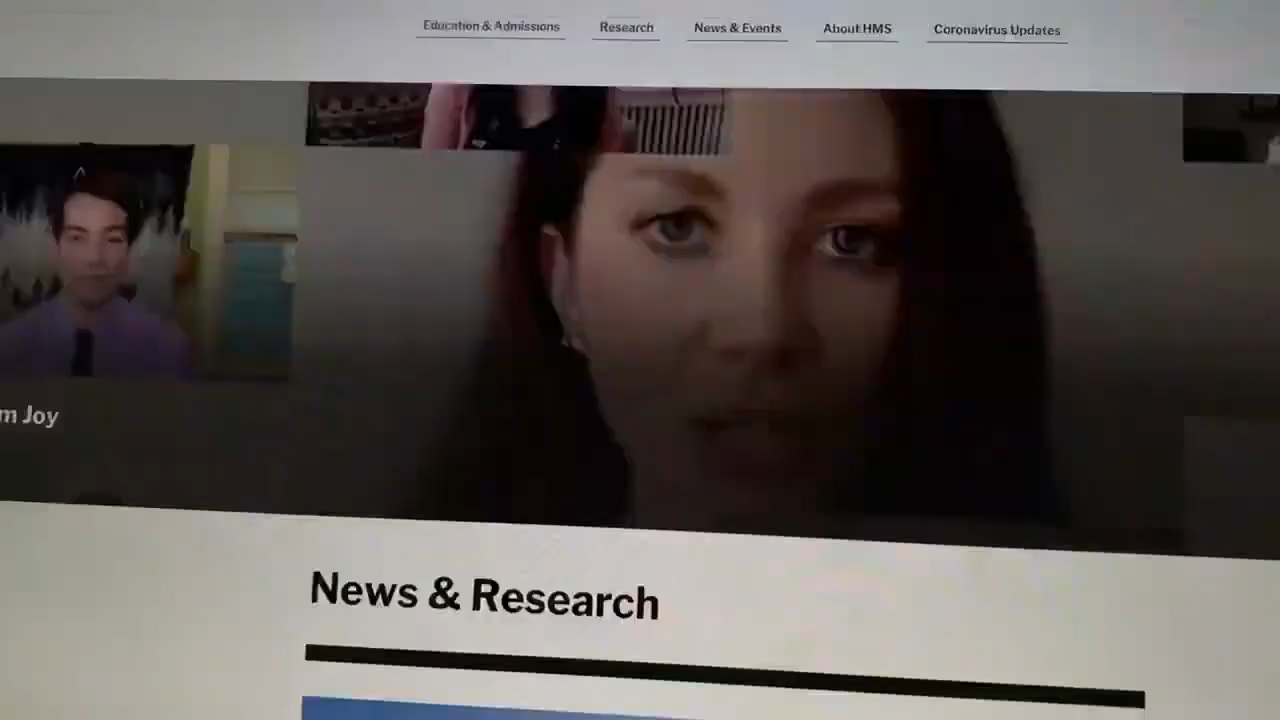 Education & Admissions
Research
News & Events
About HMS
Coronavirus Updates
m Joy
News & Research